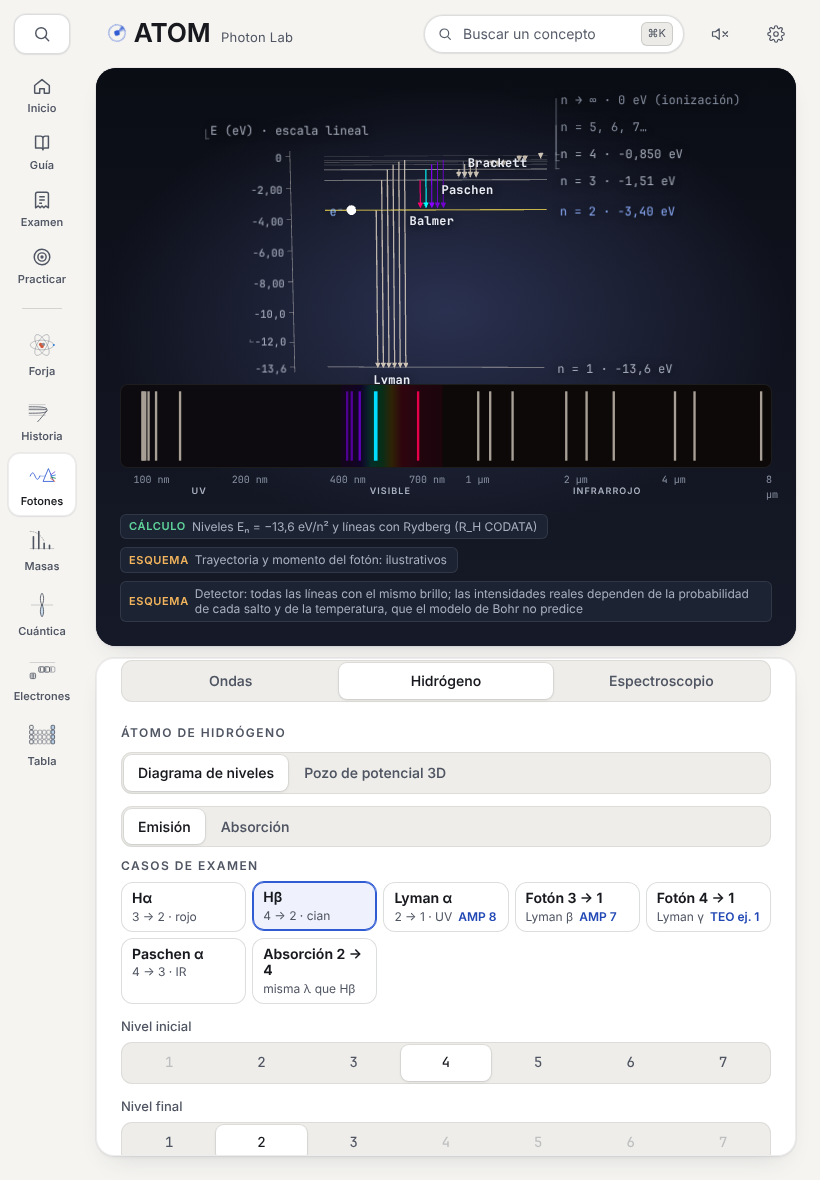 ATOM Photon Lab
Buscar un concepto ⌘K
Inicio
Guía
Examen
Practicar
Forja
Historia
Fotones
Masas
Cuántica
Electrones
Tabla
E (eV) · escala lineal
0
-2,00
-4,00
-6,00
-8,00
-10,0
-12,0
-13,6
n → ∞ · 0 eV (ionización)
n = 5, 6, 7…
n = 4 · -0,850 eV
n = 3 · -1,51 eV
n = 2 · -3,40 eV
n = 1 · -13,6 eV
Brackett
Paschen
Balmer
Lyman
100 nm 200 nm 400 nm 700 nm 1 µm 2 µm 4 µm 8 µm
UV VISIBLE INFRARROJO
CÁLCULO Niveles Eₙ = −13,6 eV/n² y líneas con Rydberg (R_H CODATA)
ESQUEMA Trayectoria y momento del fotón: ilustrativos
ESQUEMA Detector: todas las líneas con el mismo brillo; las intensidades reales dependen de la probabilidad
de cada salto y de la temperatura, que el modelo de Bohr no predice
Ondas Hidrógeno Espectroscopio
ÁTOMO DE HIDRÓGENO
Diagrama de niveles Pozo de potencial 3D
Emisión Absorción
CASOS DE EXAMEN
Hα
3 → 2 · rojo
Hβ
4 → 2 · cian
Lyman α
2 → 1 · UV AMP 8
Fotón 3 → 1
Lyman β AMP 7
Fotón 4 → 1
Lyman γ TEO ej. 1
Paschen α
4 → 3 · IR
Absorción 2 →
4
misma λ que Hβ
Nivel inicial
1 2 3 4 5 6 7
Nivel final
1 2 3 4 5 6 7